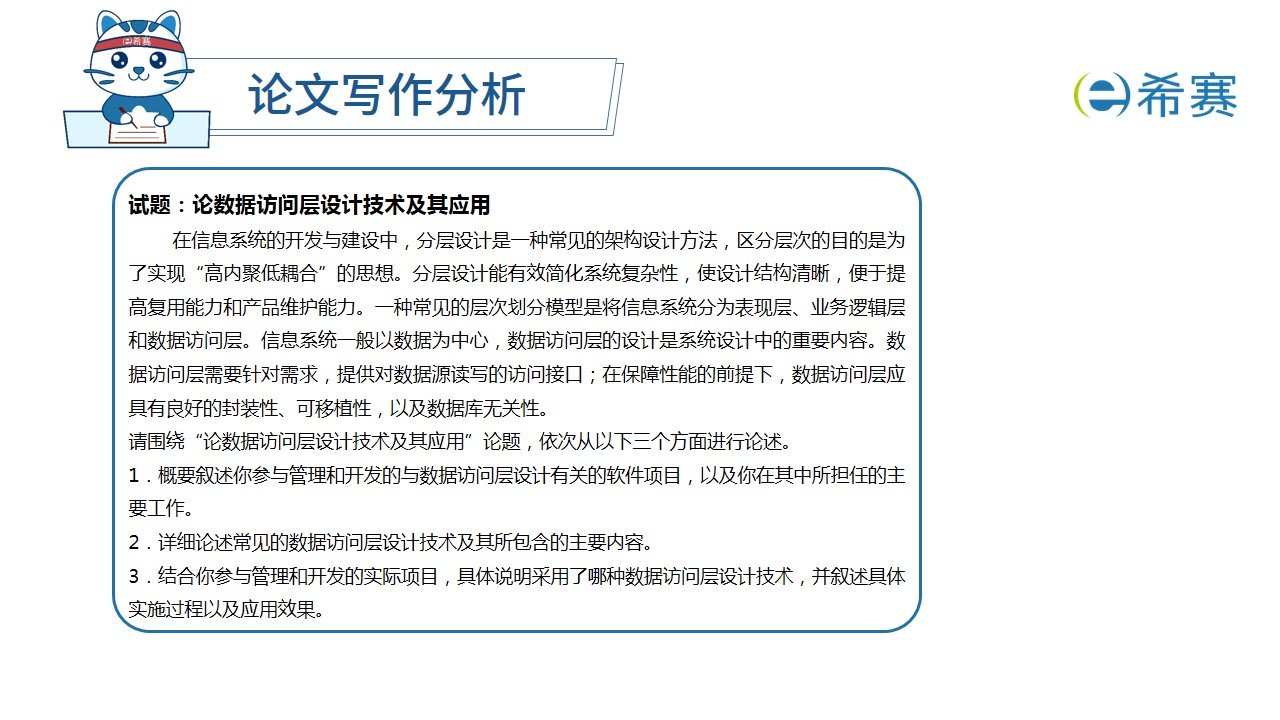 希赛
论文写作分析
希赛
试题：论数据访问层设计技术及其应用
在信息系统的开发与建设中，分层设计是一种常见的架构设计方法，区分层次的目的是为
了实现“高内聚低耦合”的思想。分层设计能有效简化系统复杂性，使设计结构清晰，便于提
高复用能力和产品维护能力。一种常见的层次划分模型是将信息系统分为表现层、业务逻辑层
和数据访问层。信息系统一般以数据为中心，数据访问层的设计是系统设计中的重要内容。数
据访问层需要针对需求，提供对数据源读写的访问接口；在保障性能的前提下，数据访问层应
具有良好的封装性、可移植性，以及数据库无关性。
请围绕“论数据访问层设计技术及其应用”论题，依次从以下三个方面进行论述。
1．概要叙述你参与管理和开发的与数据访问层设计有关的软件项目，以及你在其中所担任的主
要工作。
2．详细论述常见的数据访问层设计技术及其所包含的主要内容。
3．结合你参与管理和开发的实际项目，具体说明采用了哪种数据访问层设计技术，并叙述具体
实施过程以及应用效果。